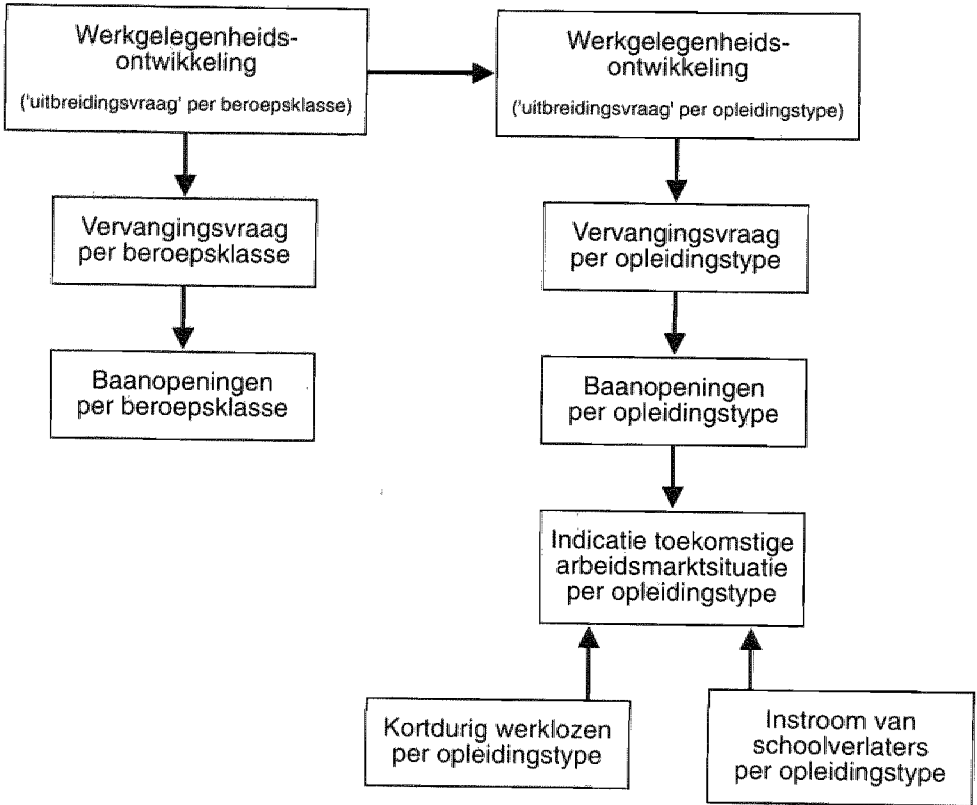 Werkgelegenheids-
ontwikkeling
('uitbreidingsvraag' per beroepsklasse)
Werkgelegenheids-
ontwikkeling
('uitbreidingsvraag' per opleidingstype)
Vervangingsvraag
per beroepsklasse
Vervangingsvraag
per opleidingstype
Baanopeningen
per beroepsklasse
Baanopeningen
per opleidingstype
Indicatie toekomstige
arbeidsmarktsituatie
per opleidingstype
Kortdurig werklozen
per opleidingstype
Instroom van
schoolverlaters
per opleidingstype